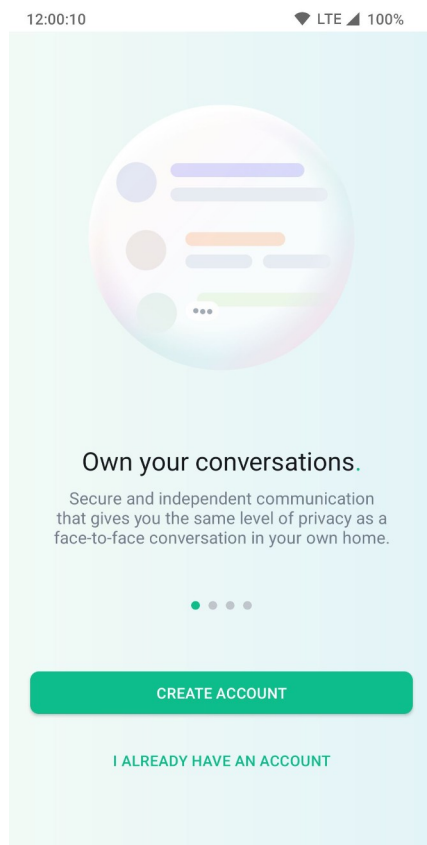 12:00:10 LTE 100%
Own your conversations.
Secure and independent communication
that gives you the same level of privacy as a
face-to-face conversation in your own home.
CREATE ACCOUNT
I ALREADY HAVE AN ACCOUNT